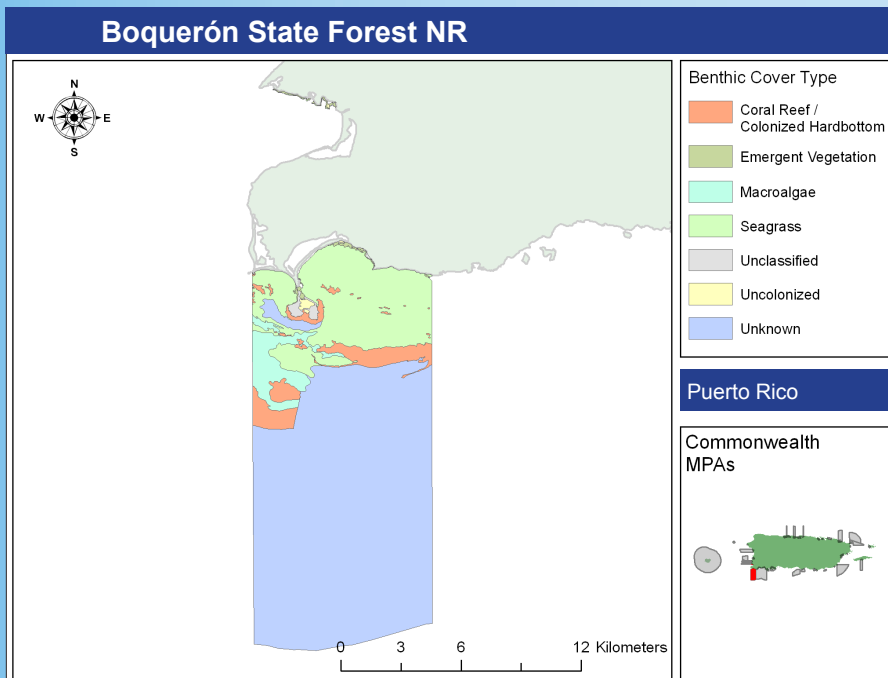 Boquerón State Forest NR
N
W
E
S
Benthic Cover Type
Coral Reef /
Colonized Hardbottom
Emergent Vegetation
Macroalgae
Seagrass
Unclassified
Uncolonized
Unknown
0 3 6 12 Kilometers
Puerto Rico
Commonwealth
MPAs